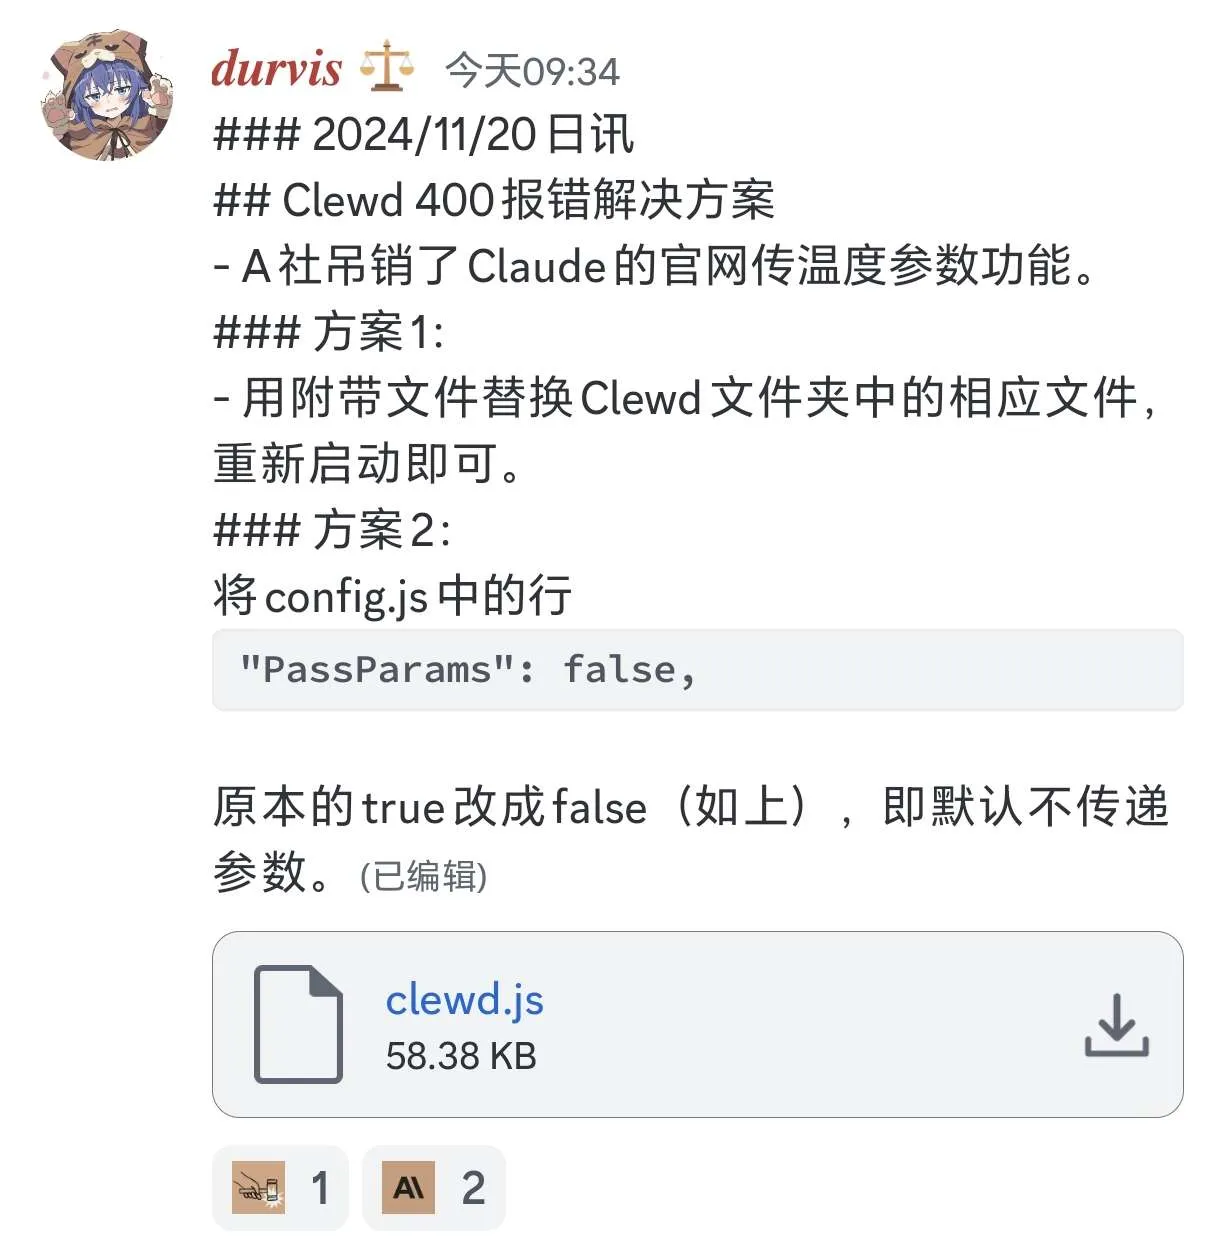 durvis ⚖️ 今天09:34
### 2024/11/20日讯
## Clewd 400报错解决方案
- A社吊销了Claude的官网传温度参数功能。
### 方案1:
- 用附带文件替换Clewd文件夹中的相应文件，
重新启动即可。
### 方案2:
将config.js中的行
"PassParams": false,
原本的true改成false（如上），即默认不传递
参数。(已编辑)
clewd.js
58.38 KB
1 A\ 2